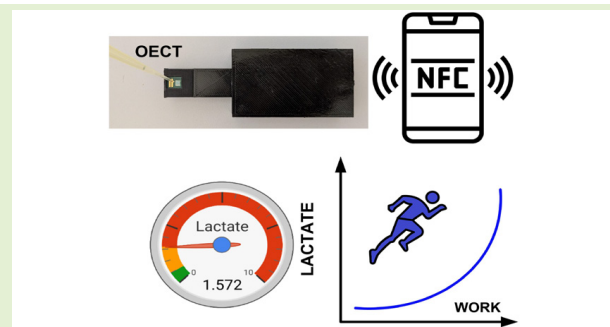 OECT
NFC
Lactate
0
10
1.572
LACTATE
WORK